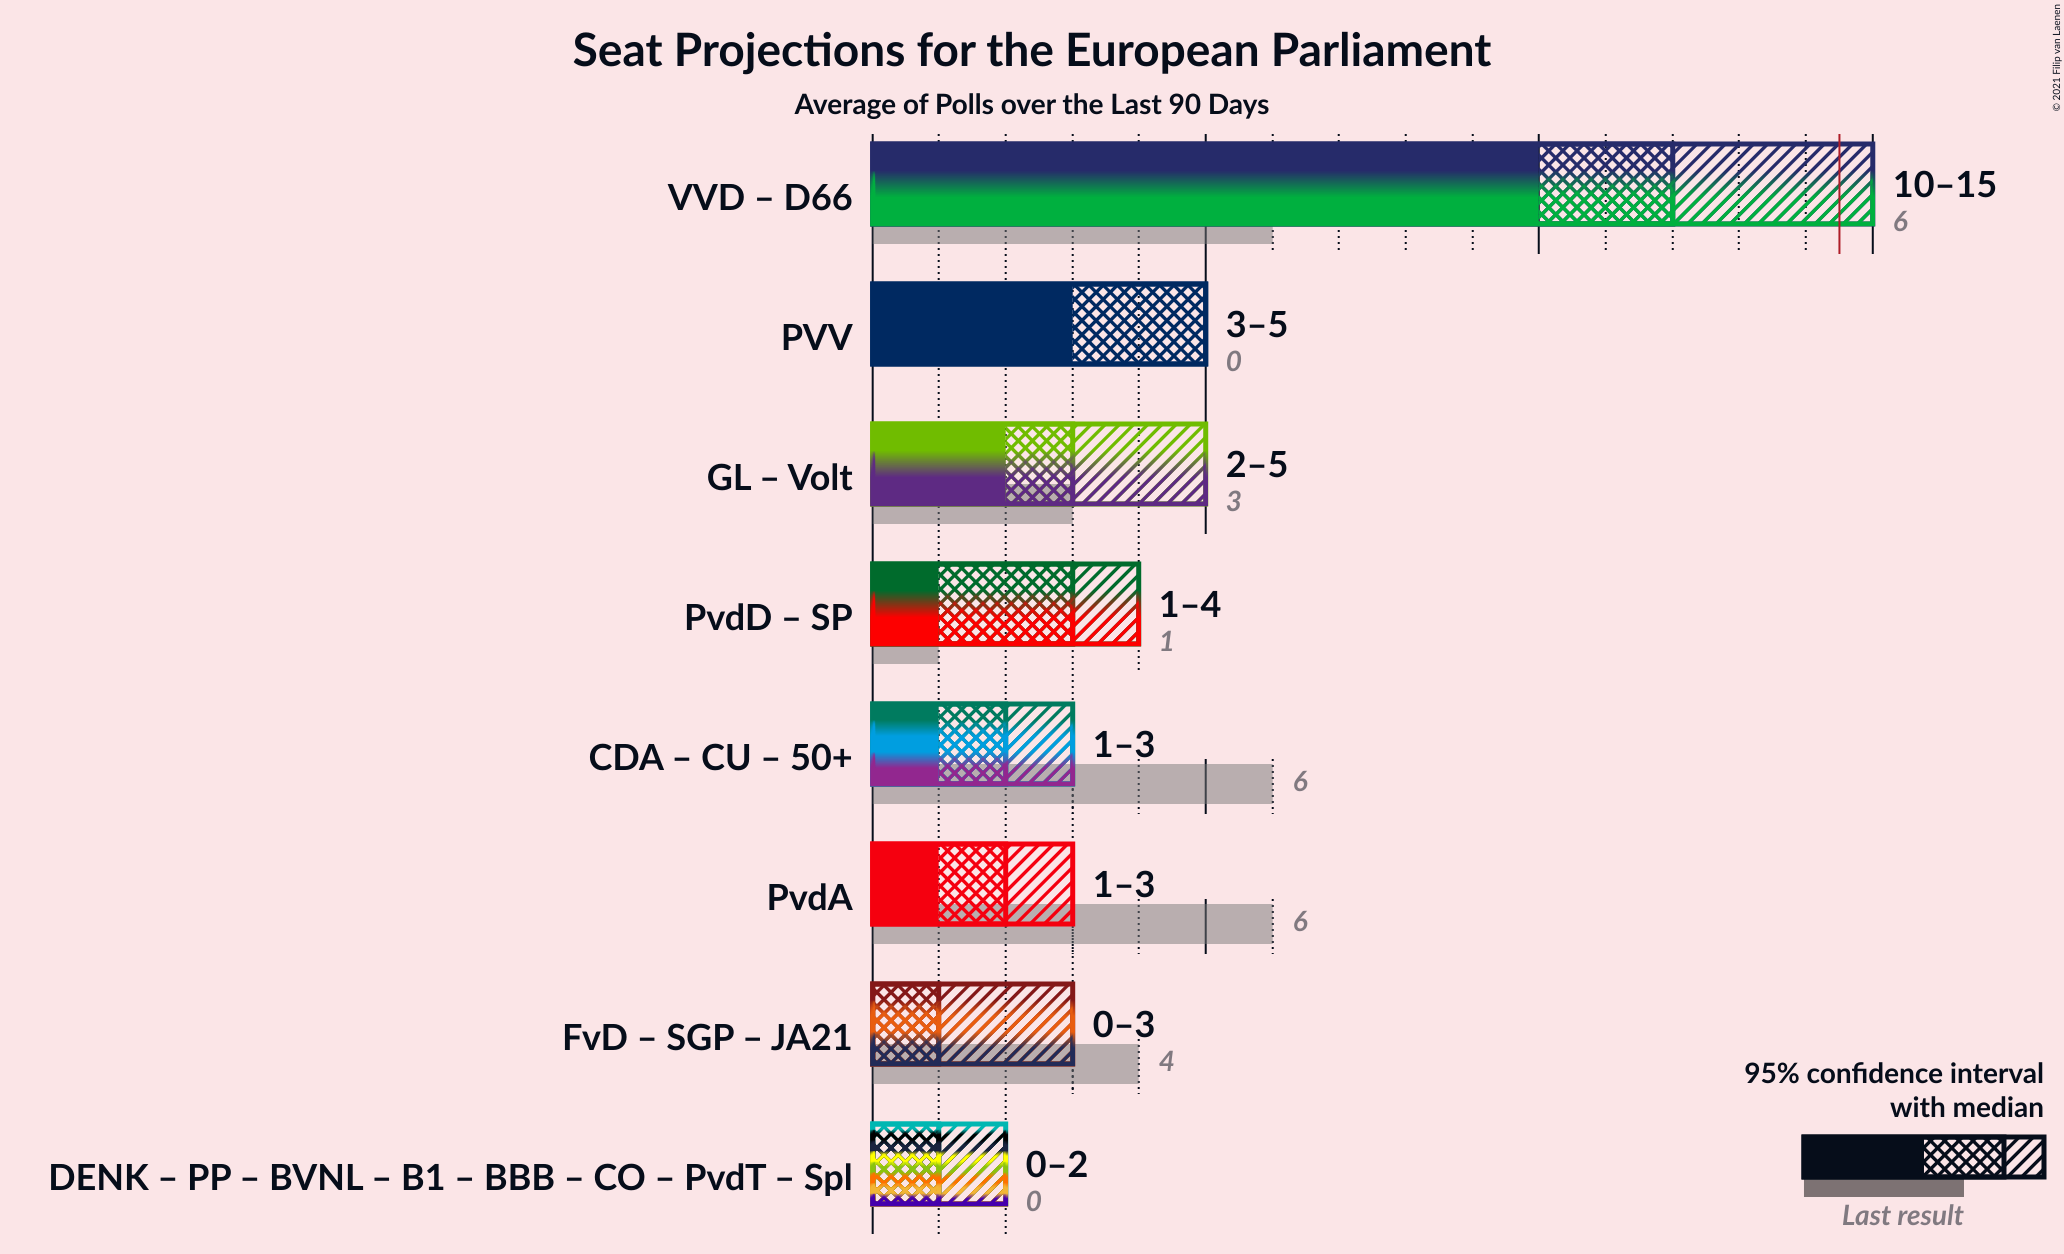 Seat Projections for the European Parliament
Average of Polls over the Last 90 Days
© 2021 Filip van Laenen
VVD – D66
10–15
6
PVV
3–5
0
GL – Volt
2–5
3
PvdD – SP
1–4
1
CDA – CU – 50+
1–3
6
PvdA
1–3
6
FvD – SGP – JA21
0–3
4
DENK – PP – BVNL – B1 – BBB – CO – PvdT – Spl
0–2
0
95% confidence interval
with median
Last result